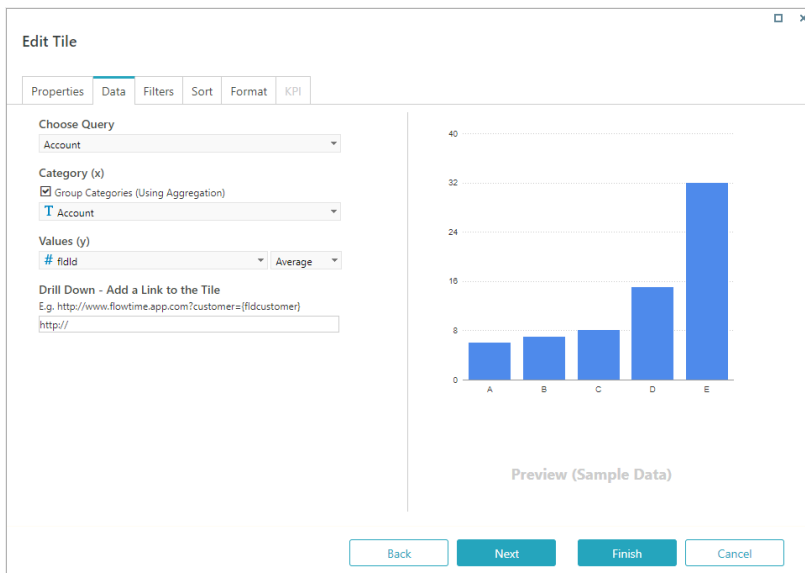 Edit Tile
Properties Data Filters Sort Format KPI
Choose Query
Account
Category (x)
Group Categories (Using Aggregation)
T Account
Values (y)
# fldId Average
Drill Down - Add a Link to the Tile
E.g. http://www.flowtime.app.com?customer={fldcustomer}
http://
40
32
24
16
8
0
A B C D E
Preview (Sample Data)
Back Next Finish Cancel